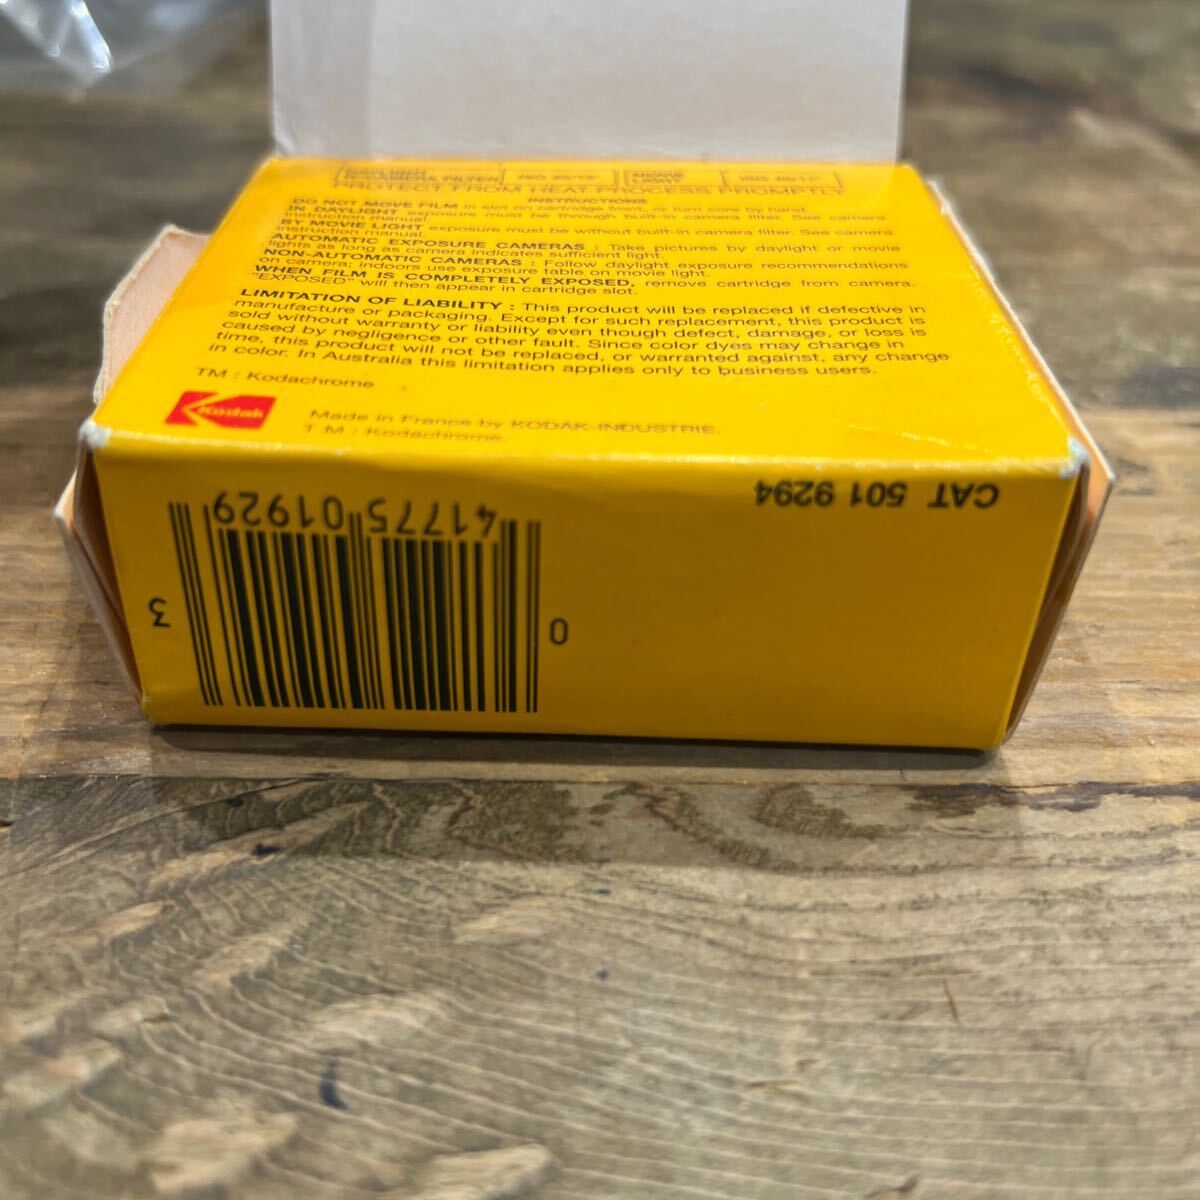 ISO 25/15° ISO 40/17°
PROTECT FROM HEAT-PROCESS PROMPTLY
INSTRUCTIONS
DO NOT MOVE FILM in slot on cartridge front, or turn core by hand.
IN DAYLIGHT exposure must be through built-in camera filter. See camera
instruction manual.
BY MOVIE LIGHT exposure must be without built-in camera filter. See camera
instruction manual.
AUTOMATIC EXPOSURE CAMERAS : Take pictures by daylight or movie
lights as long as camera indicates sufficient light.
NON-AUTOMATIC CAMERAS : Follow daylight exposure recommendations
on camera; indoors use exposure table on movie light.
WHEN FILM IS COMPLETELY EXPOSED, remove cartridge from camera.
"EXPOSED" will then appear in cartridge slot.
LIMITATION OF LIABILITY : This product will be replaced if defective in
manufacture or packaging. Except for such replacement, this product is
sold without warranty or liability even though defect, damage, or loss is
caused by negligence or other fault. Since color dyes may change in
time, this product will not be replaced, or warranted against, any change
in color. In Australia this limitation applies only to business users.
TM : Kodachrome
Kodak
Made in France by KODAK-INDUSTRIE.
T M : Kodachrome.
CAT 501 9294
0 41775 01929 3